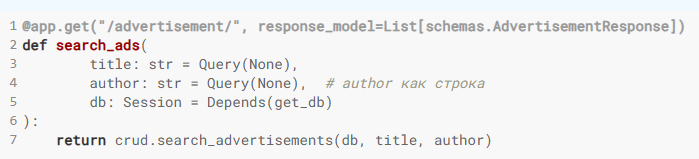 1 @app.get("/advertisement/", response_model=List[schemas.AdvertisementResponse])
2 def search_ads(
3         title: str = Query(None),
4         author: str = Query(None),  # author как строка
5         db: Session = Depends(get_db)
6 ):
7     return crud.search_advertisements(db, title, author)